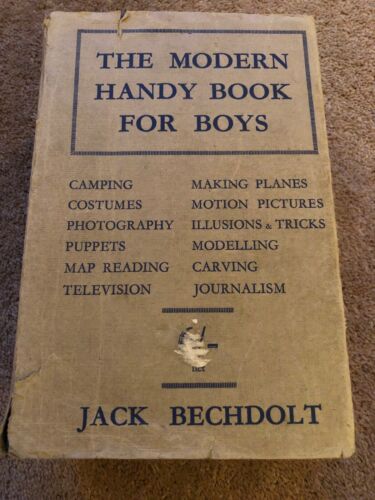 THE MODERN
HANDY BOOK
FOR BOYS
CAMPING
COSTUMES
PHOTOGRAPHY
PUPPETS
MAP READING
TELEVISION
MAKING PLANES
MOTION PICTURES
ILLUSIONS & TRICKS
MODELLING
CARVING
JOURNALISM
JACK BECHDOLT